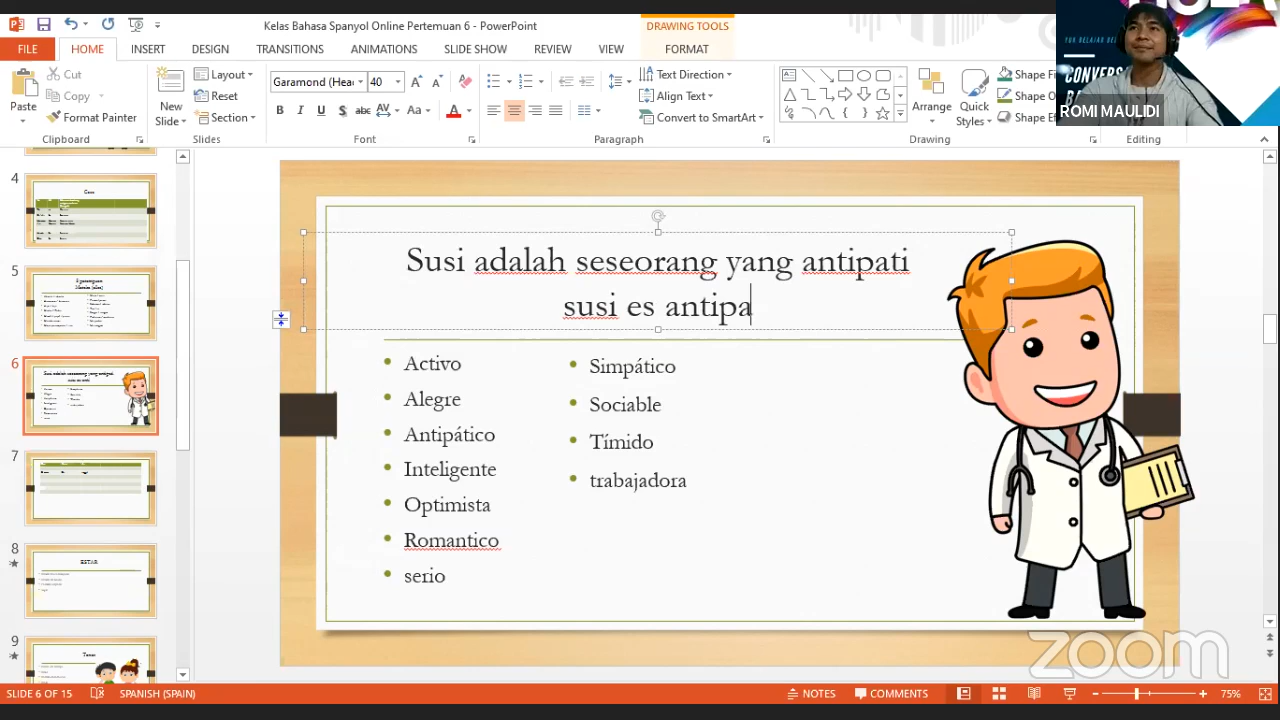 Kelas Bahasa Spanyol Online Pertemuan 6 - PowerPoint
DRAWING TOOLS
FILE
HOME
INSERT
DESIGN
TRANSITIONS
ANIMATIONS
SLIDE SHOW
REVIEW
VIEW
FORMAT
CONVERS
ROMI MAULIDI
Paste
Cut
Copy
Format Painter
Clipboard
New
Slide
Layout
Reset
Section
Slides
Garamond (Hea
40
Font
Text Direction
Align Text
Convert to SmartArt
Paragraph
Arrange
Quick
Styles
Shape Fi
Shape O
Shape Ef
Drawing
Editing
4
5
6
7
8
9
ESTAR
Susi adalah seseorang yang antipati
susi es antipa
Activo
Alegre
Antipático
Inteligente
Optimista
Romantico
serio
Simpático
Sociable
Tímido
trabajadora
zoom
SLIDE 6 OF 15
SPANISH (SPAIN)
NOTES
COMMENTS
75%